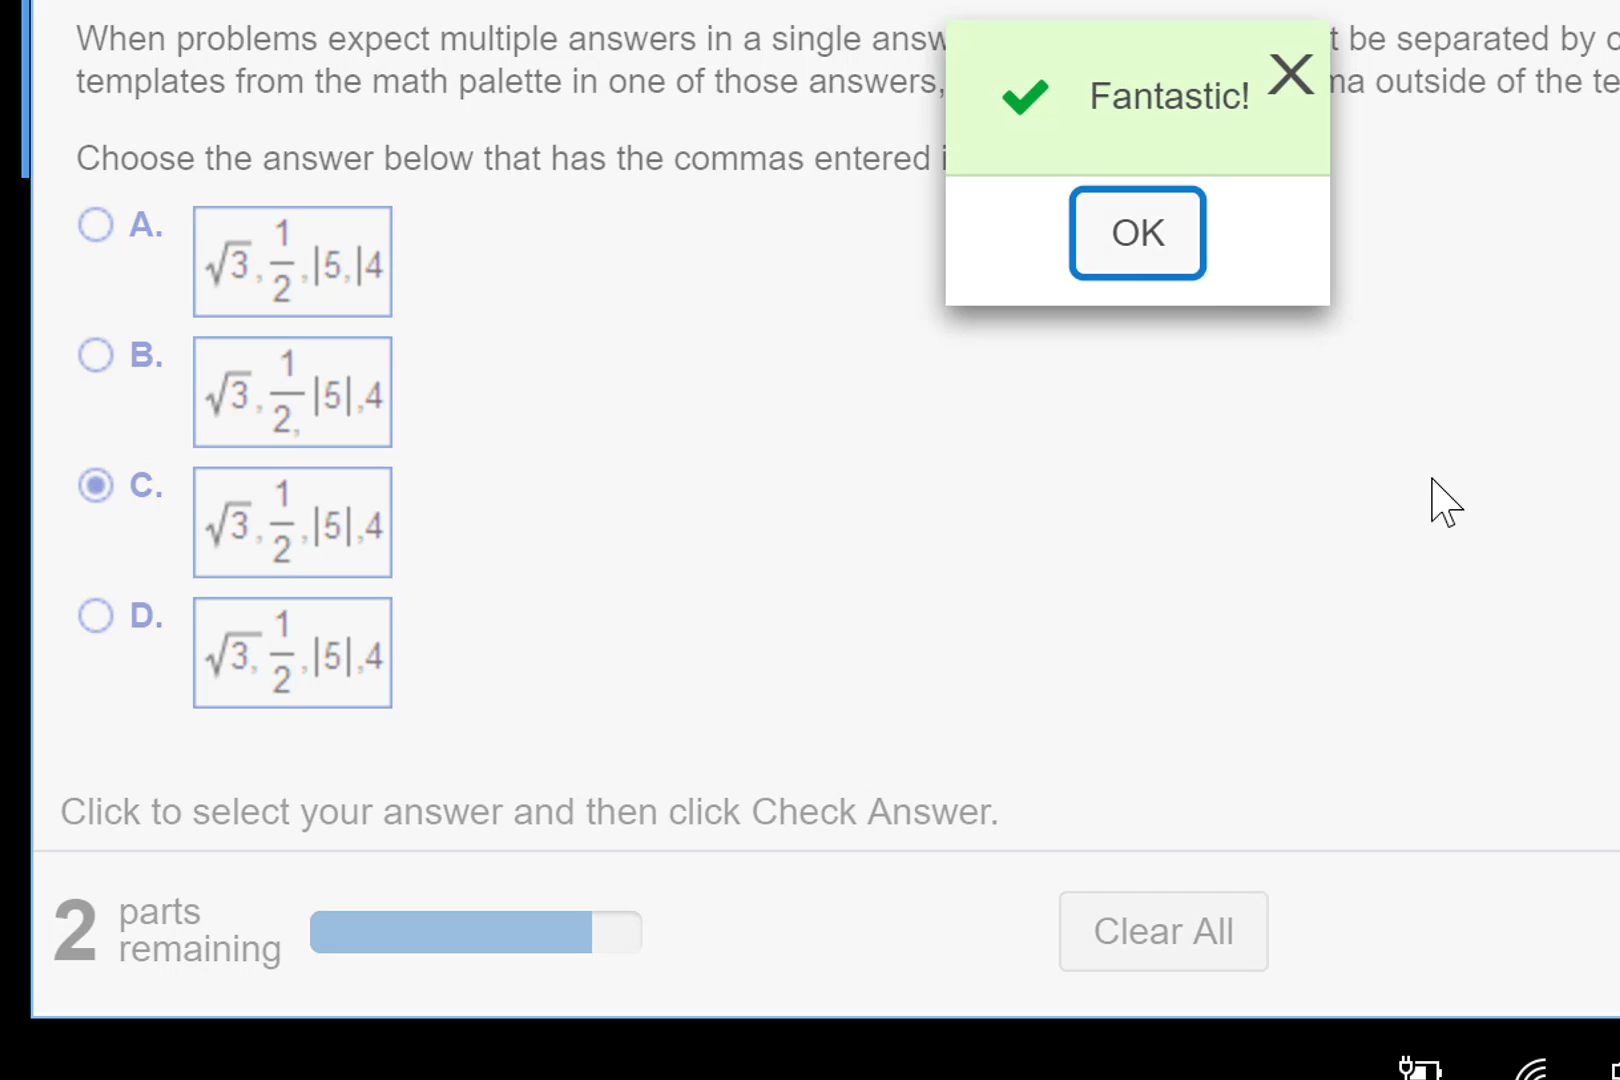 When problems expect multiple answers in a single answ t be separated by c
templates from the math palette in one of those answers, ma outside of the te
Fantastic!
OK
Choose the answer below that has the commas entered i
A. √3, 1/2, |5,|4
B. √3, 1/2, |5|,4
C. √3, 1/2, |5|,4
D. √3, 1/2, |5|,4
Click to select your answer and then click Check Answer.
2 parts remaining
Clear All